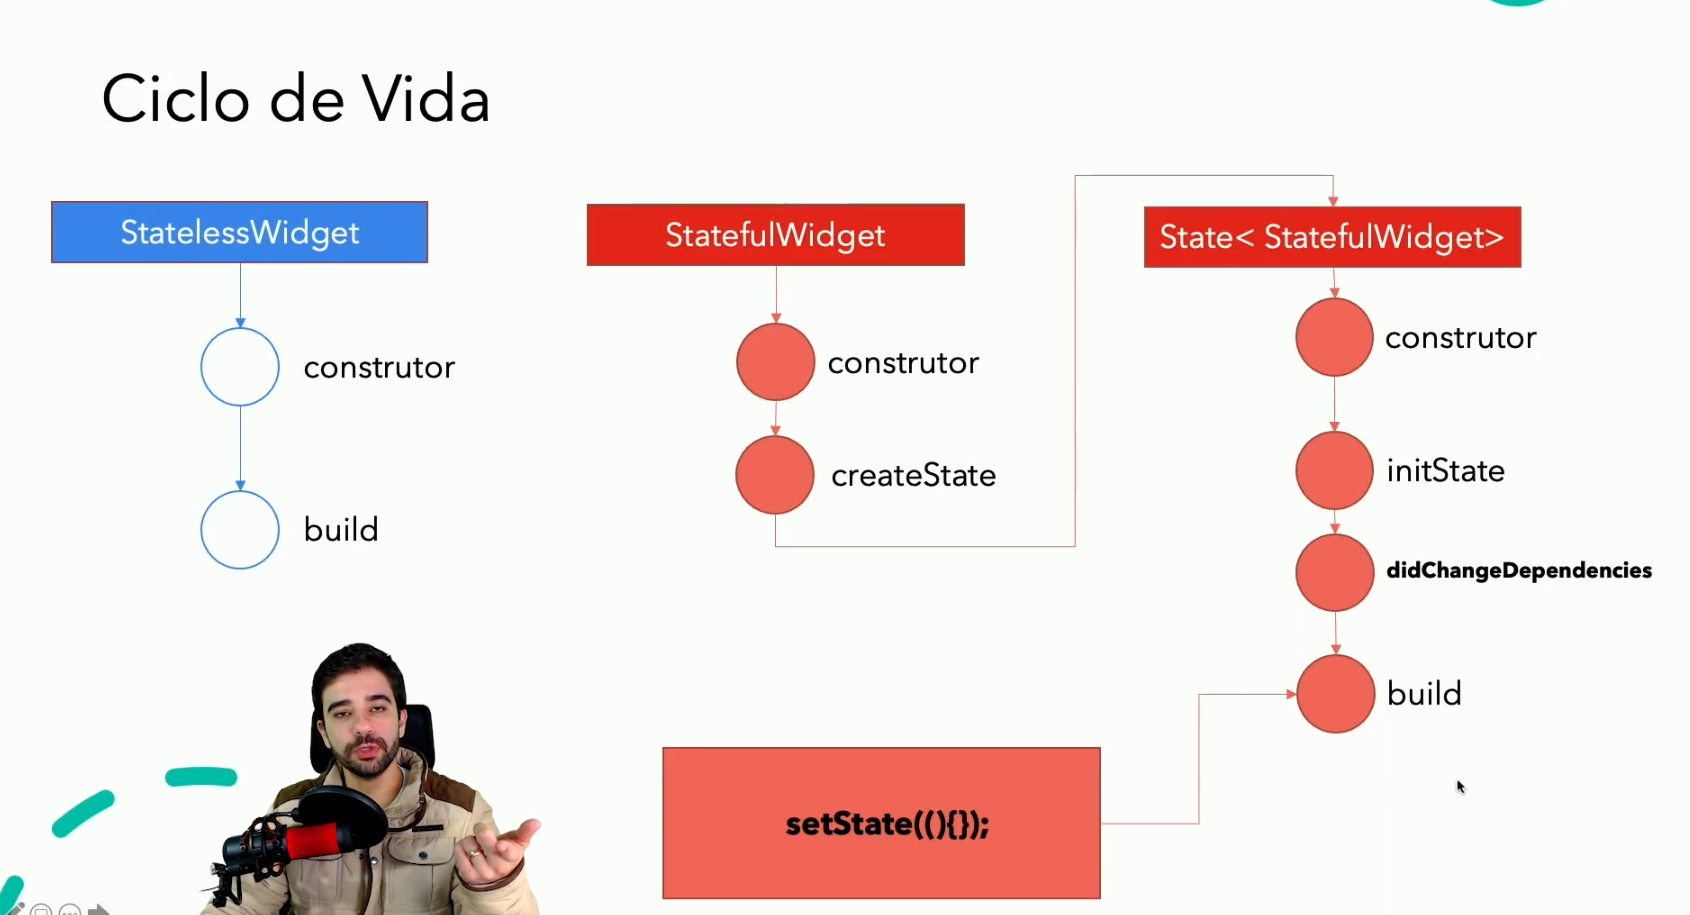 Ciclo de Vida
StatelessWidget
construtor
build
StatefulWidget
construtor
createState
State< StatefulWidget>
construtor
initState
didChangeDependencies
build
setState((){});